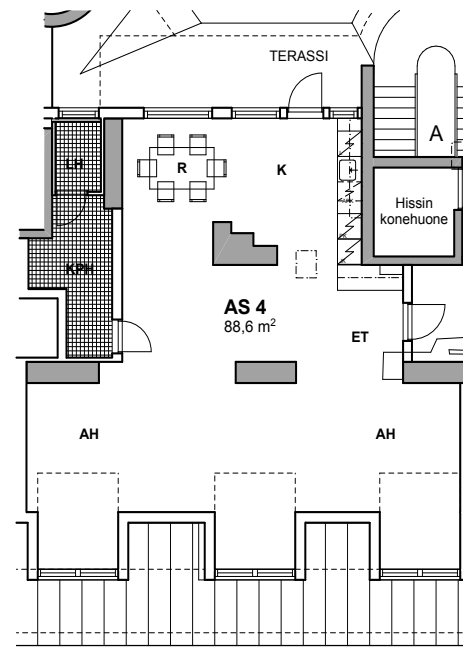 TERASSI
A
LH
R
K
Hissin
konehuone
KPH
AS 4
88,6 m²
ET
AH
AH